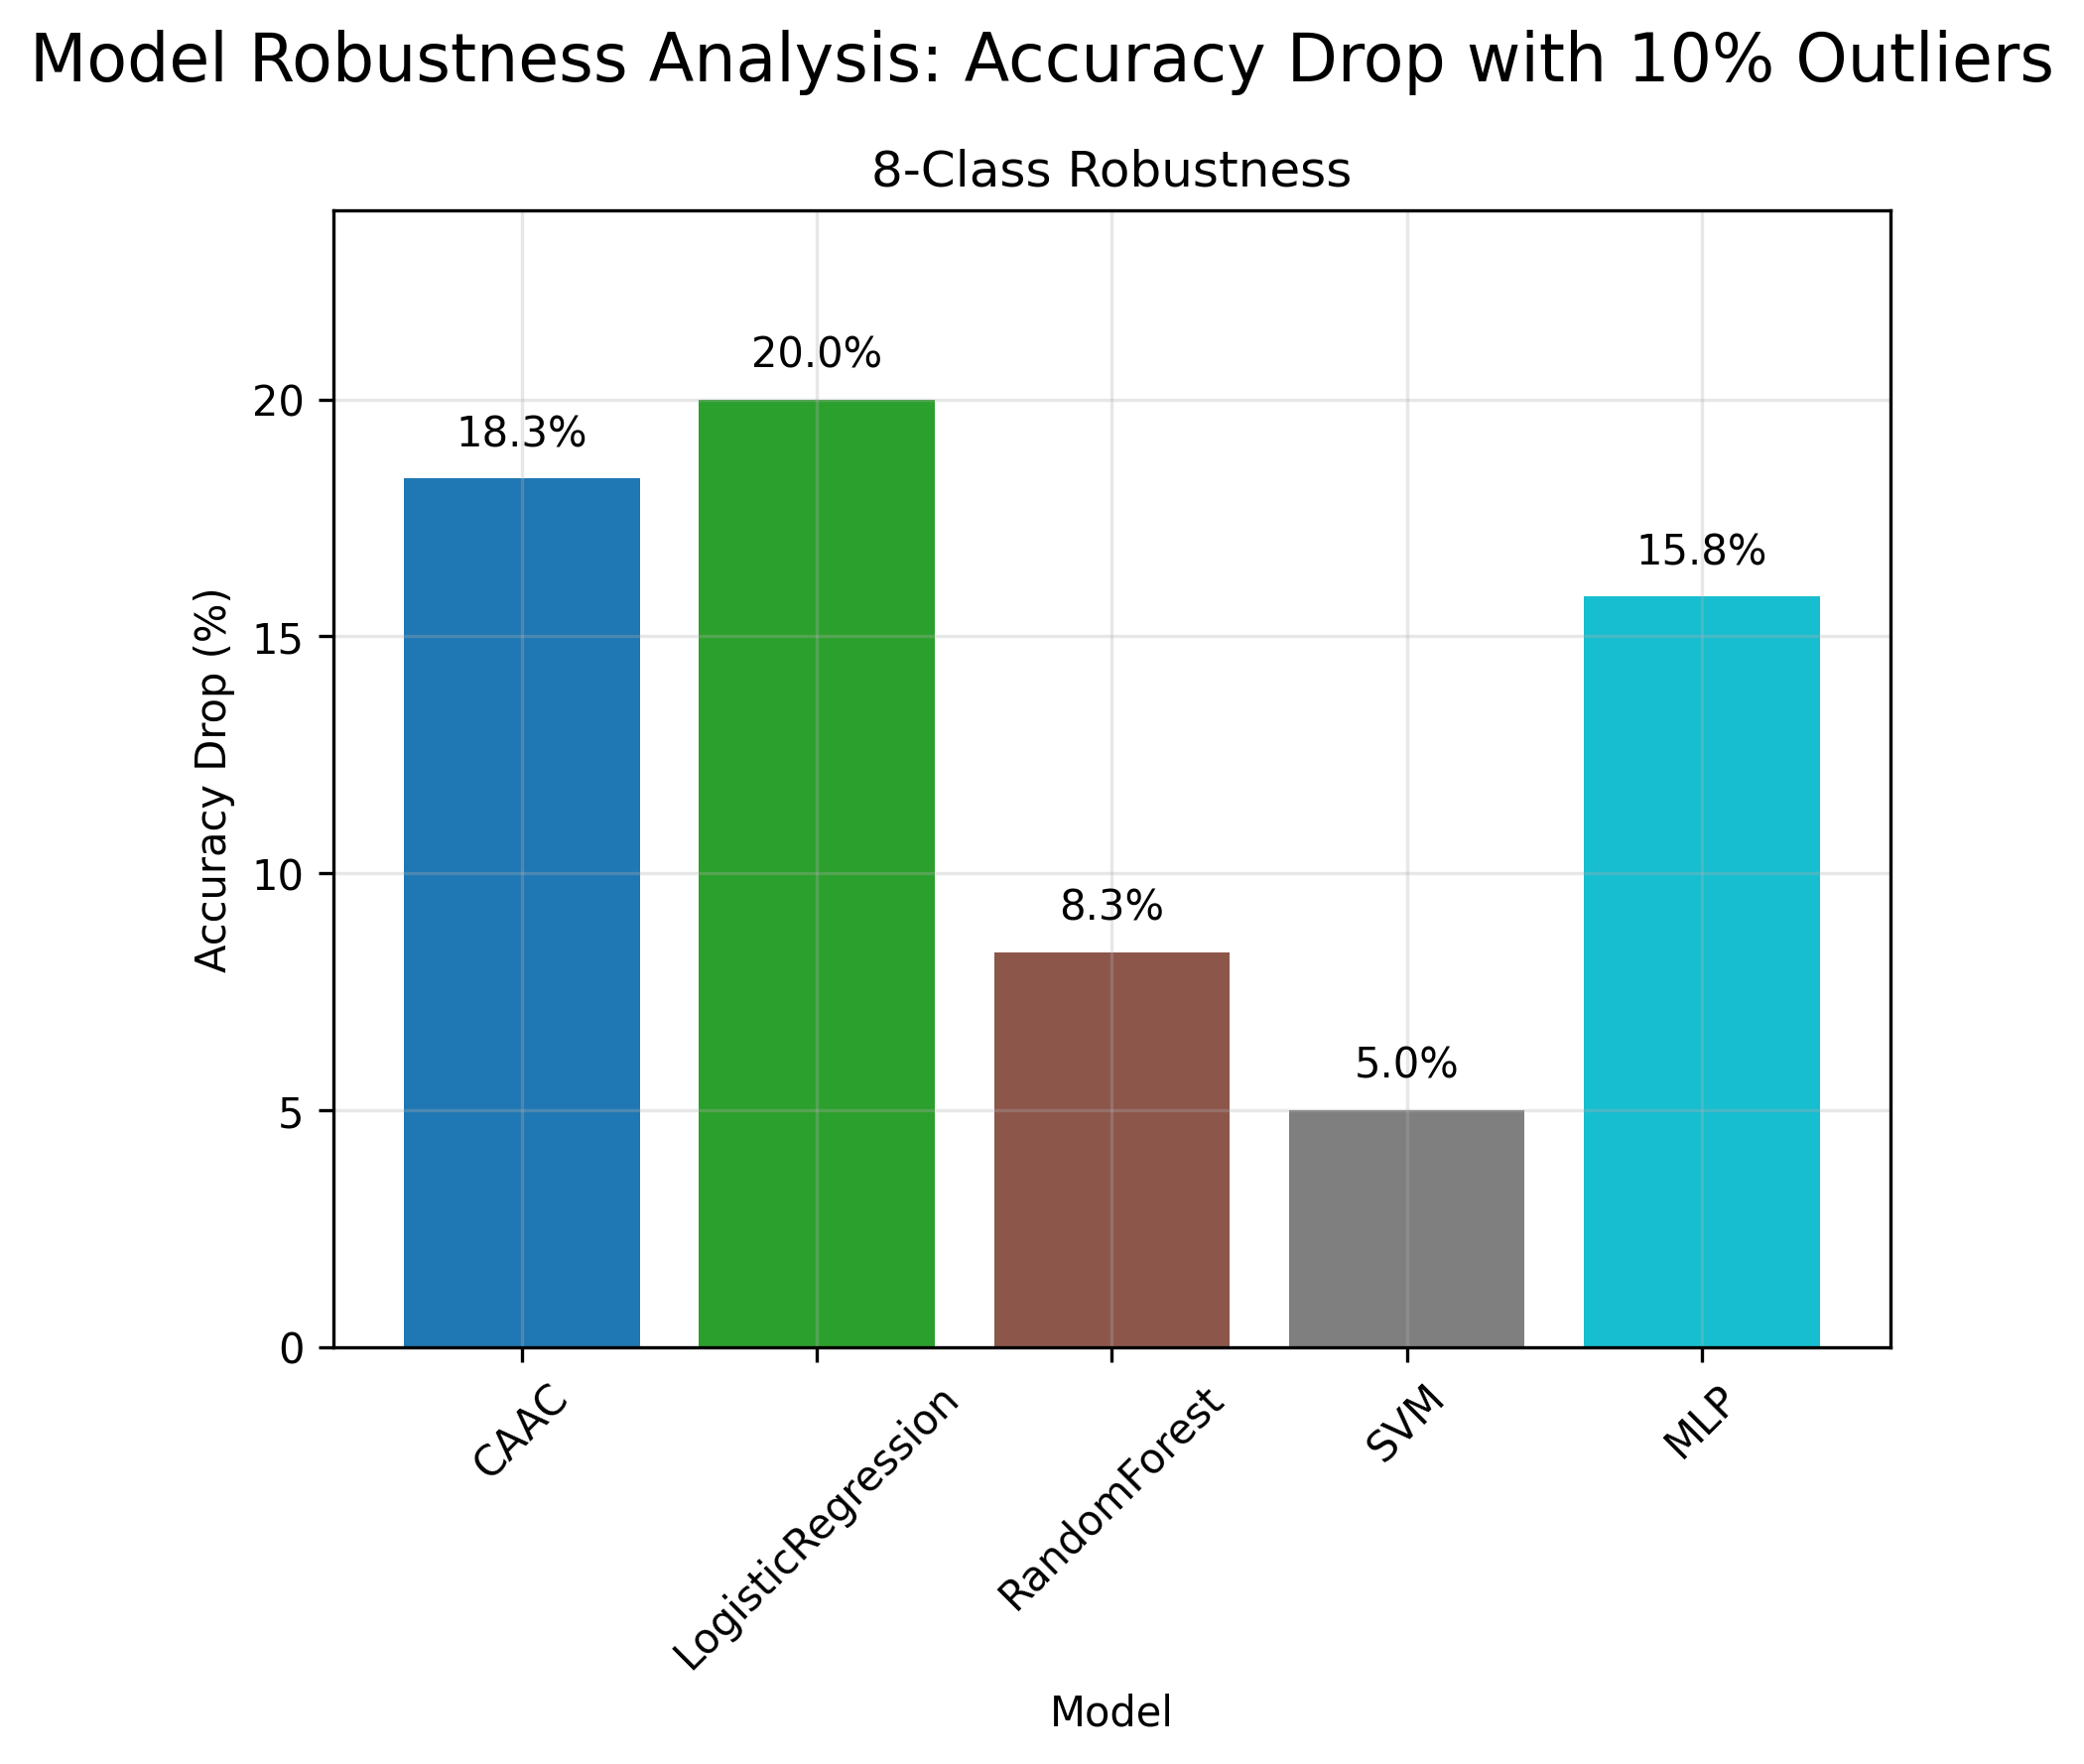 Model Robustness Analysis: Accuracy Drop with 10% Outliers
8-Class Robustness
Accuracy Drop (%)
20
15
10
5
0
18.3%
20.0%
8.3%
5.0%
15.8%
CAAC
LogisticRegression
RandomForest
SVM
MLP
Model